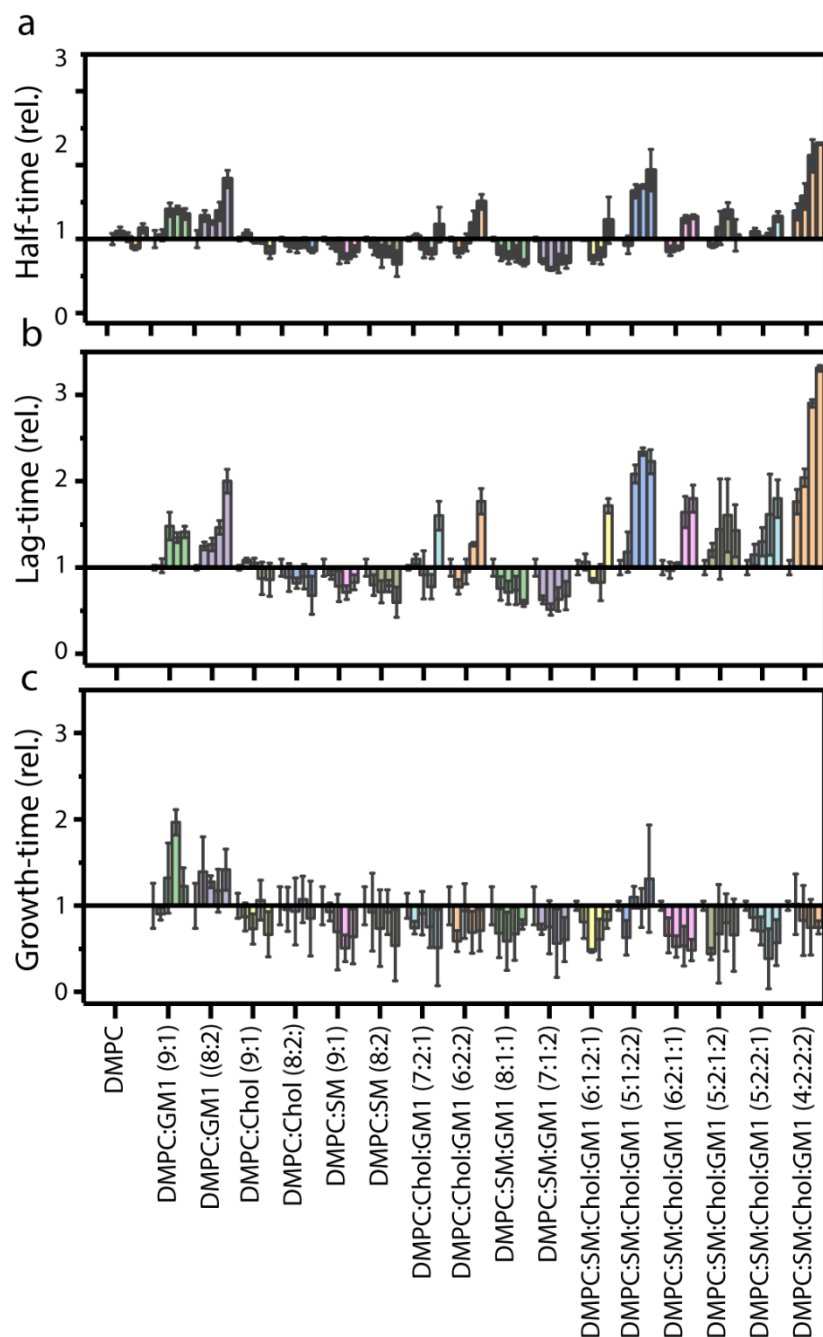 a
3
2
1
0
Half-time (rel.)
b
3
2
1
0
Lag-time (rel.)
c
3
2
1
0
Growth-time (rel.)
DMPC
DMPC:GM1 (9:1)
DMPC:GM1 ((8:2)
DMPC:Chol (9:1)
DMPC:Chol (8:2:)
DMPC:SM (9:1)
DMPC:SM (8:2)
DMPC:Chol:GM1 (7:2:1)
DMPC:Chol:GM1 (6:2:2)
DMPC:SM:GM1 (8:1:1)
DMPC:SM:GM1 (7:1:2)
DMPC:SM:Chol:GM1 (6:1:2:1)
DMPC:SM:Chol:GM1 (5:1:2:2)
DMPC:SM:Chol:GM1 (6:2:1:1)
DMPC:SM:Chol:GM1 (5:2:1:2)
DMPC:SM:Chol:GM1 (5:2:2:1)
DMPC:SM:Chol:GM1 (4:2:2:2)